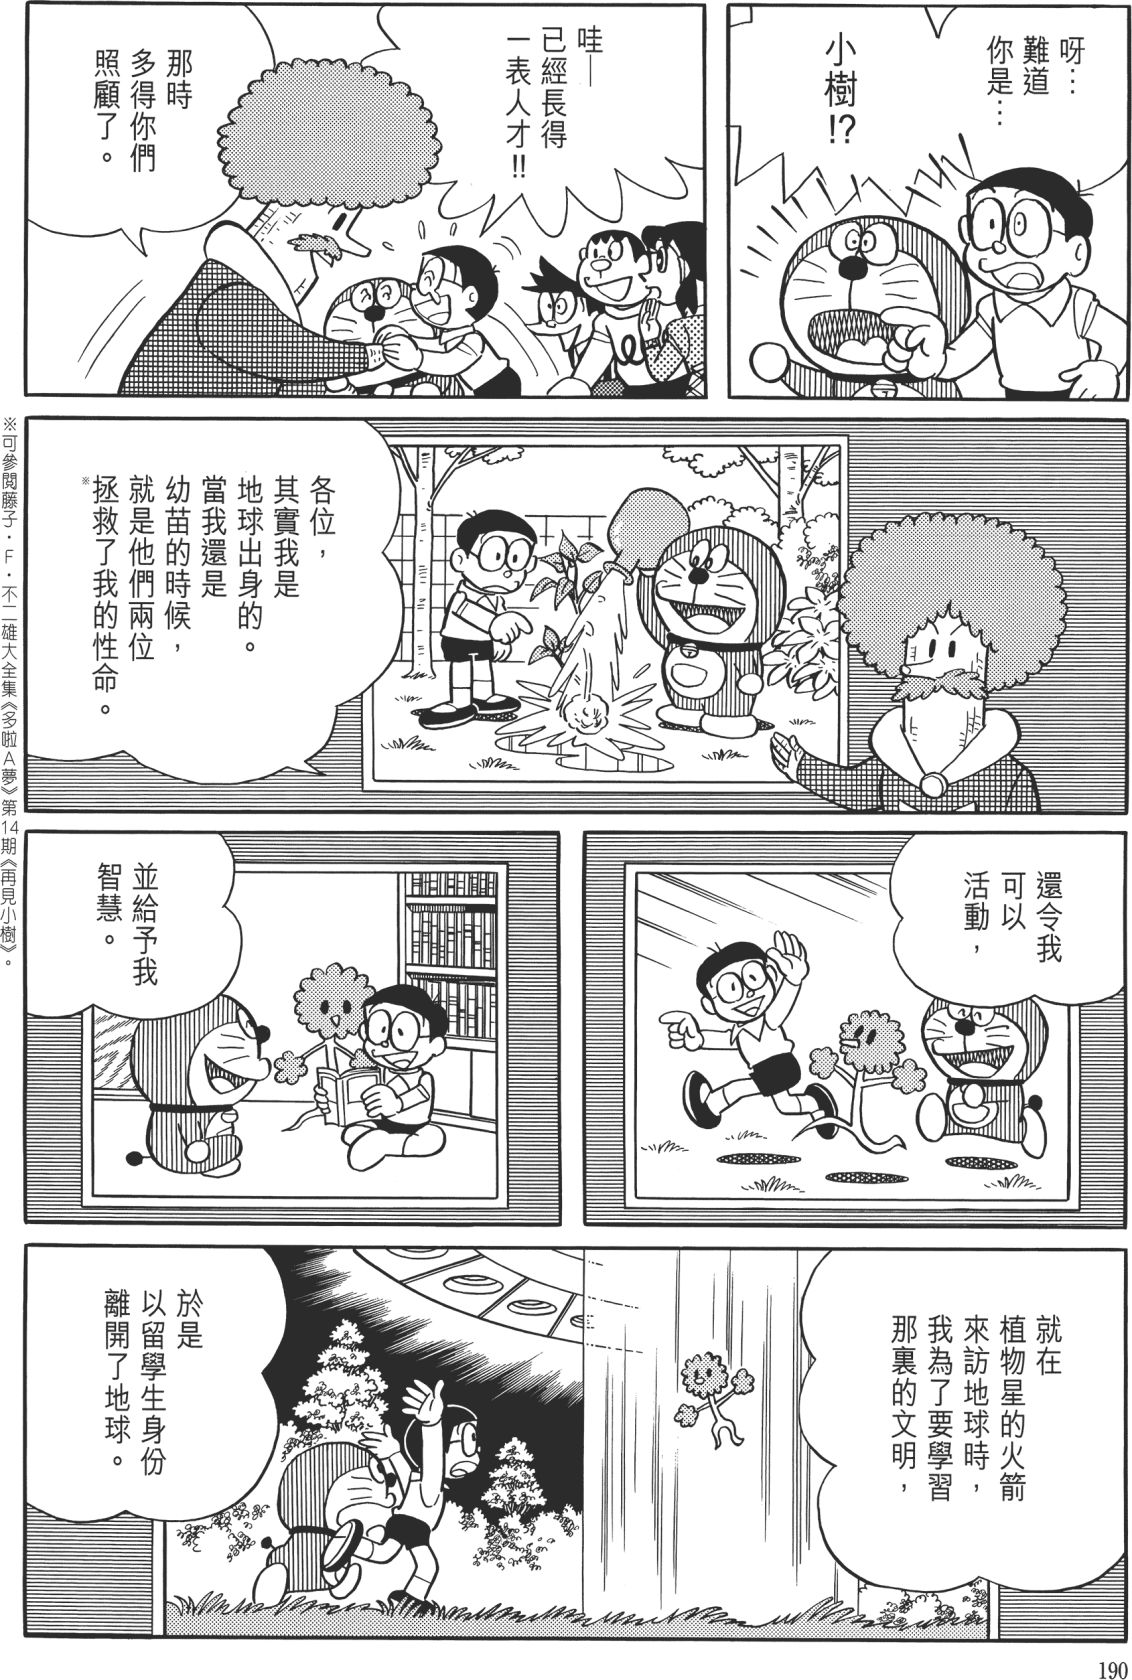 呀…
難道
你是…
小樹!?
哇—
已經長得
一表人才!!
那時
多得你們
照顧了。
各位，
其實我是
地球出身的。
當我還是
幼苗的時候，
就是他們兩位
※拯救了我的性命。
還令我
可以
活動，
並給予我
智慧。
就在
植物星的火箭
來訪地球時，
我為了要學習
那裏的文明，
於是
以留學生身份
離開了地球。
※可參閱藤子・F・不二雄大全集《多啦A夢》第14期《再見小樹》。
190